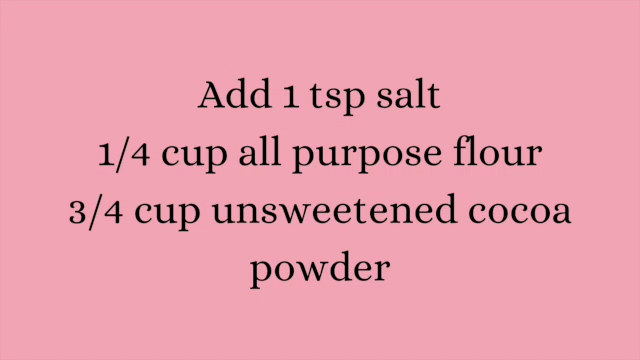 Add 1 tsp salt
1/4 cup all purpose flour
3/4 cup unsweetened cocoa
powder